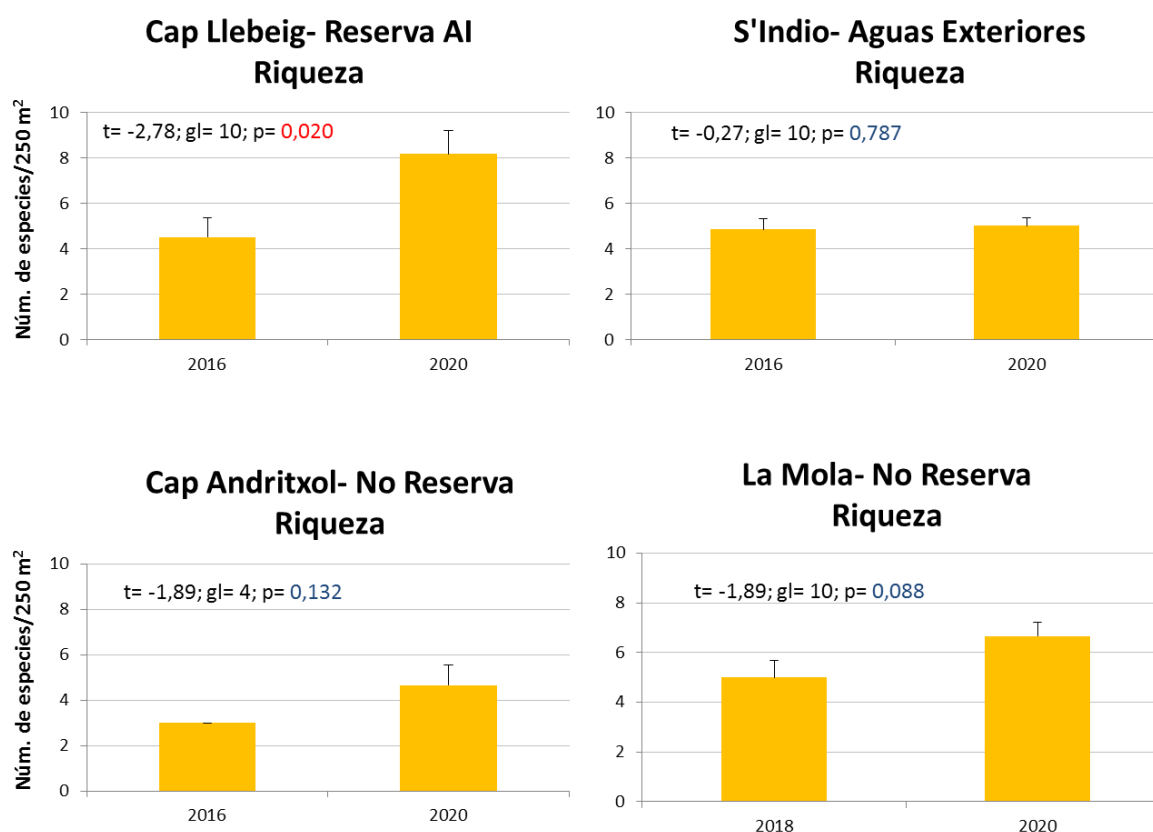 Cap Llebeig- Reserva AI
Riqueza
Núm. de especies/250 m²
t= -2,78; gl= 10; p= 0,020
10
8
6
4
2
0
2016
2020
S'Indio- Aguas Exteriores
Riqueza
t= -0,27; gl= 10; p= 0,787
10
8
6
4
2
0
2016
2020
Cap Andritxol- No Reserva
Riqueza
Núm. de especies/250 m²
t= -1,89; gl= 4; p= 0,132
10
8
6
4
2
0
2016
2020
La Mola- No Reserva
Riqueza
t= -1,89; gl= 10; p= 0,088
10
8
6
4
2
0
2018
2020